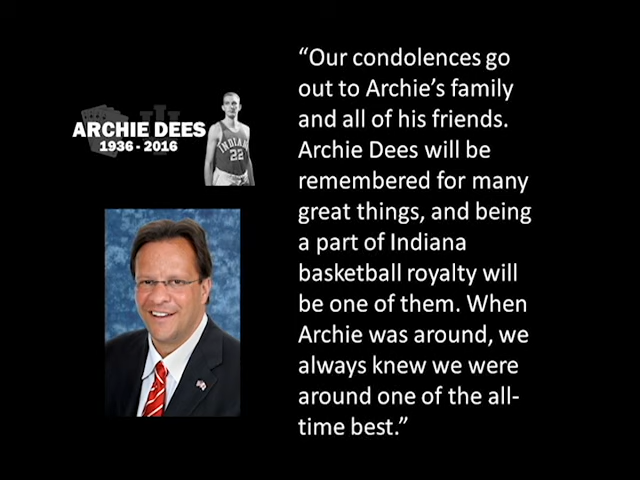 ARCHIE DEES
1936 - 2016
INDIANA
22
“Our condolences go
out to Archie’s family
and all of his friends.
Archie Dees will be
remembered for many
great things, and being
a part of Indiana
basketball royalty will
be one of them. When
Archie was around, we
always knew we were
around one of the all-
time best.”